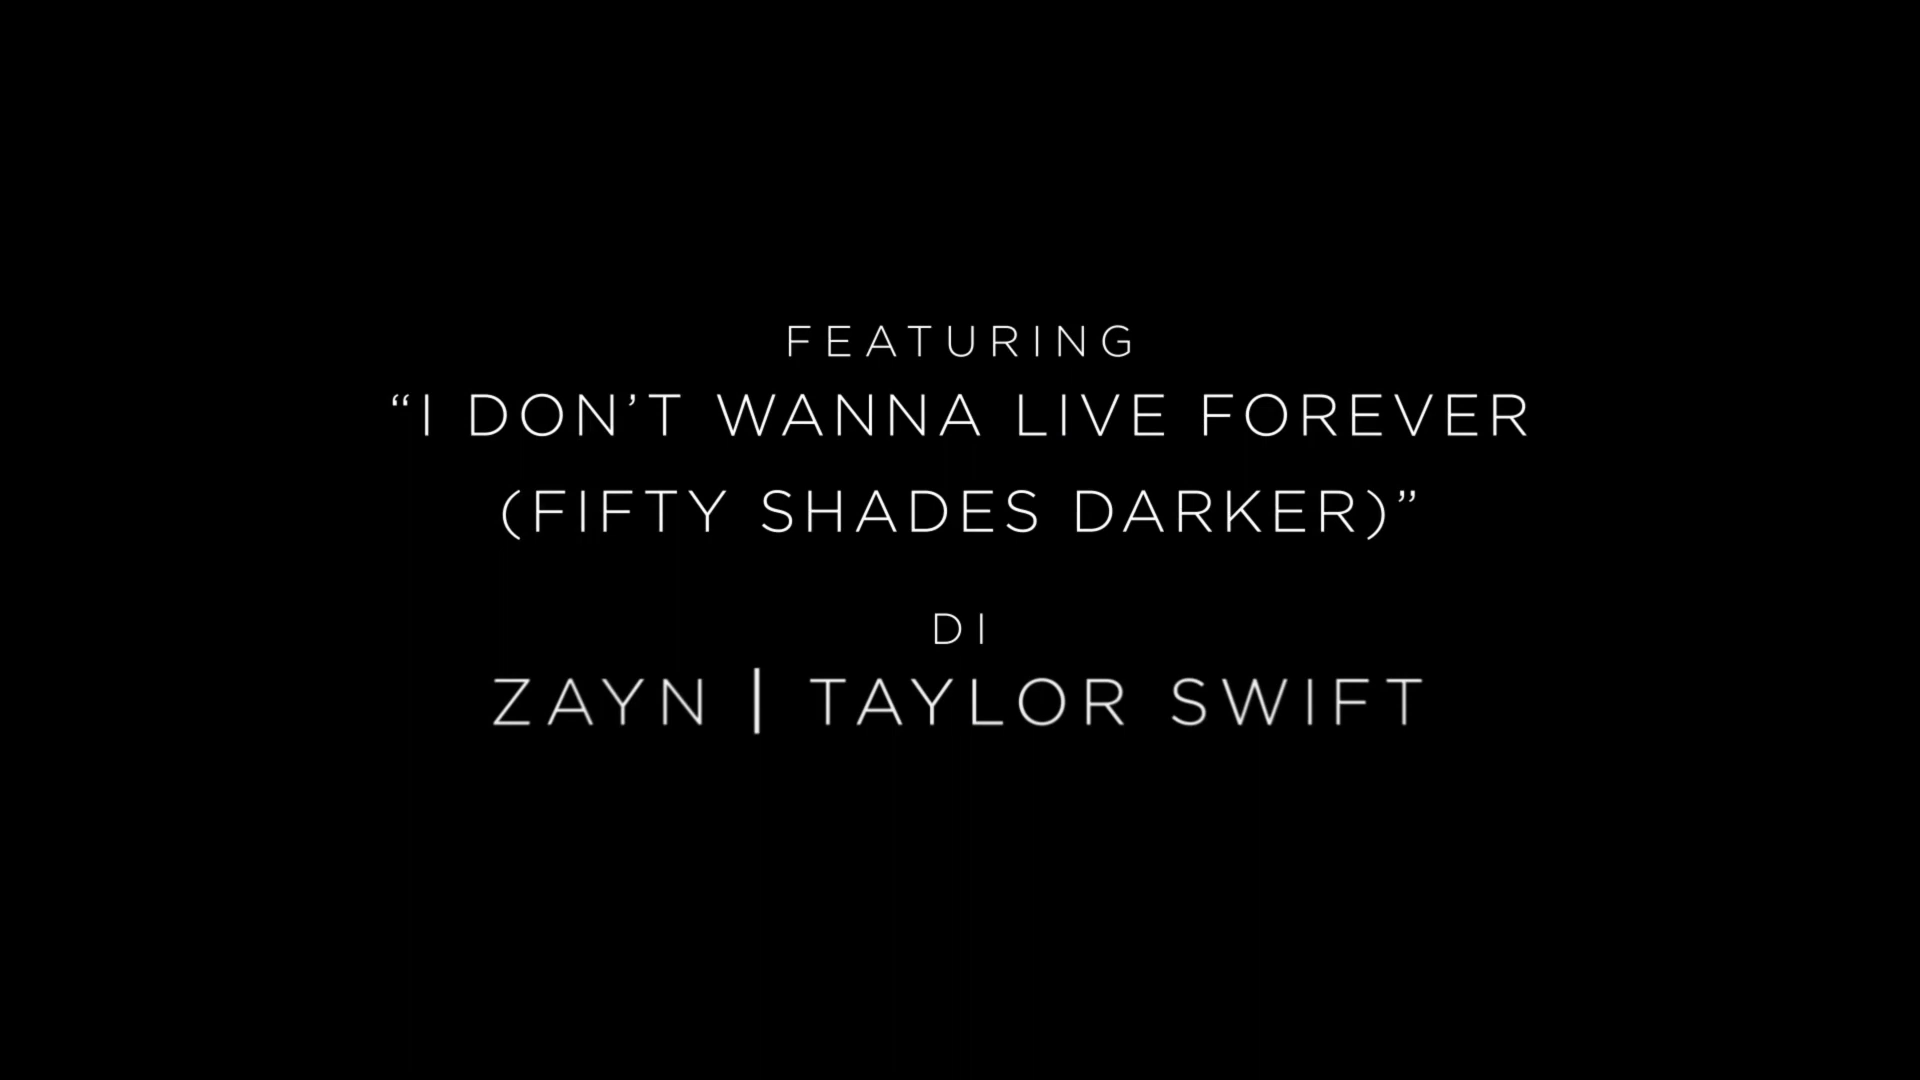 FEATURING
“I DON’T WANNA LIVE FOREVER
(FIFTY SHADES DARKER)”
DI
ZAYN | TAYLOR SWIFT